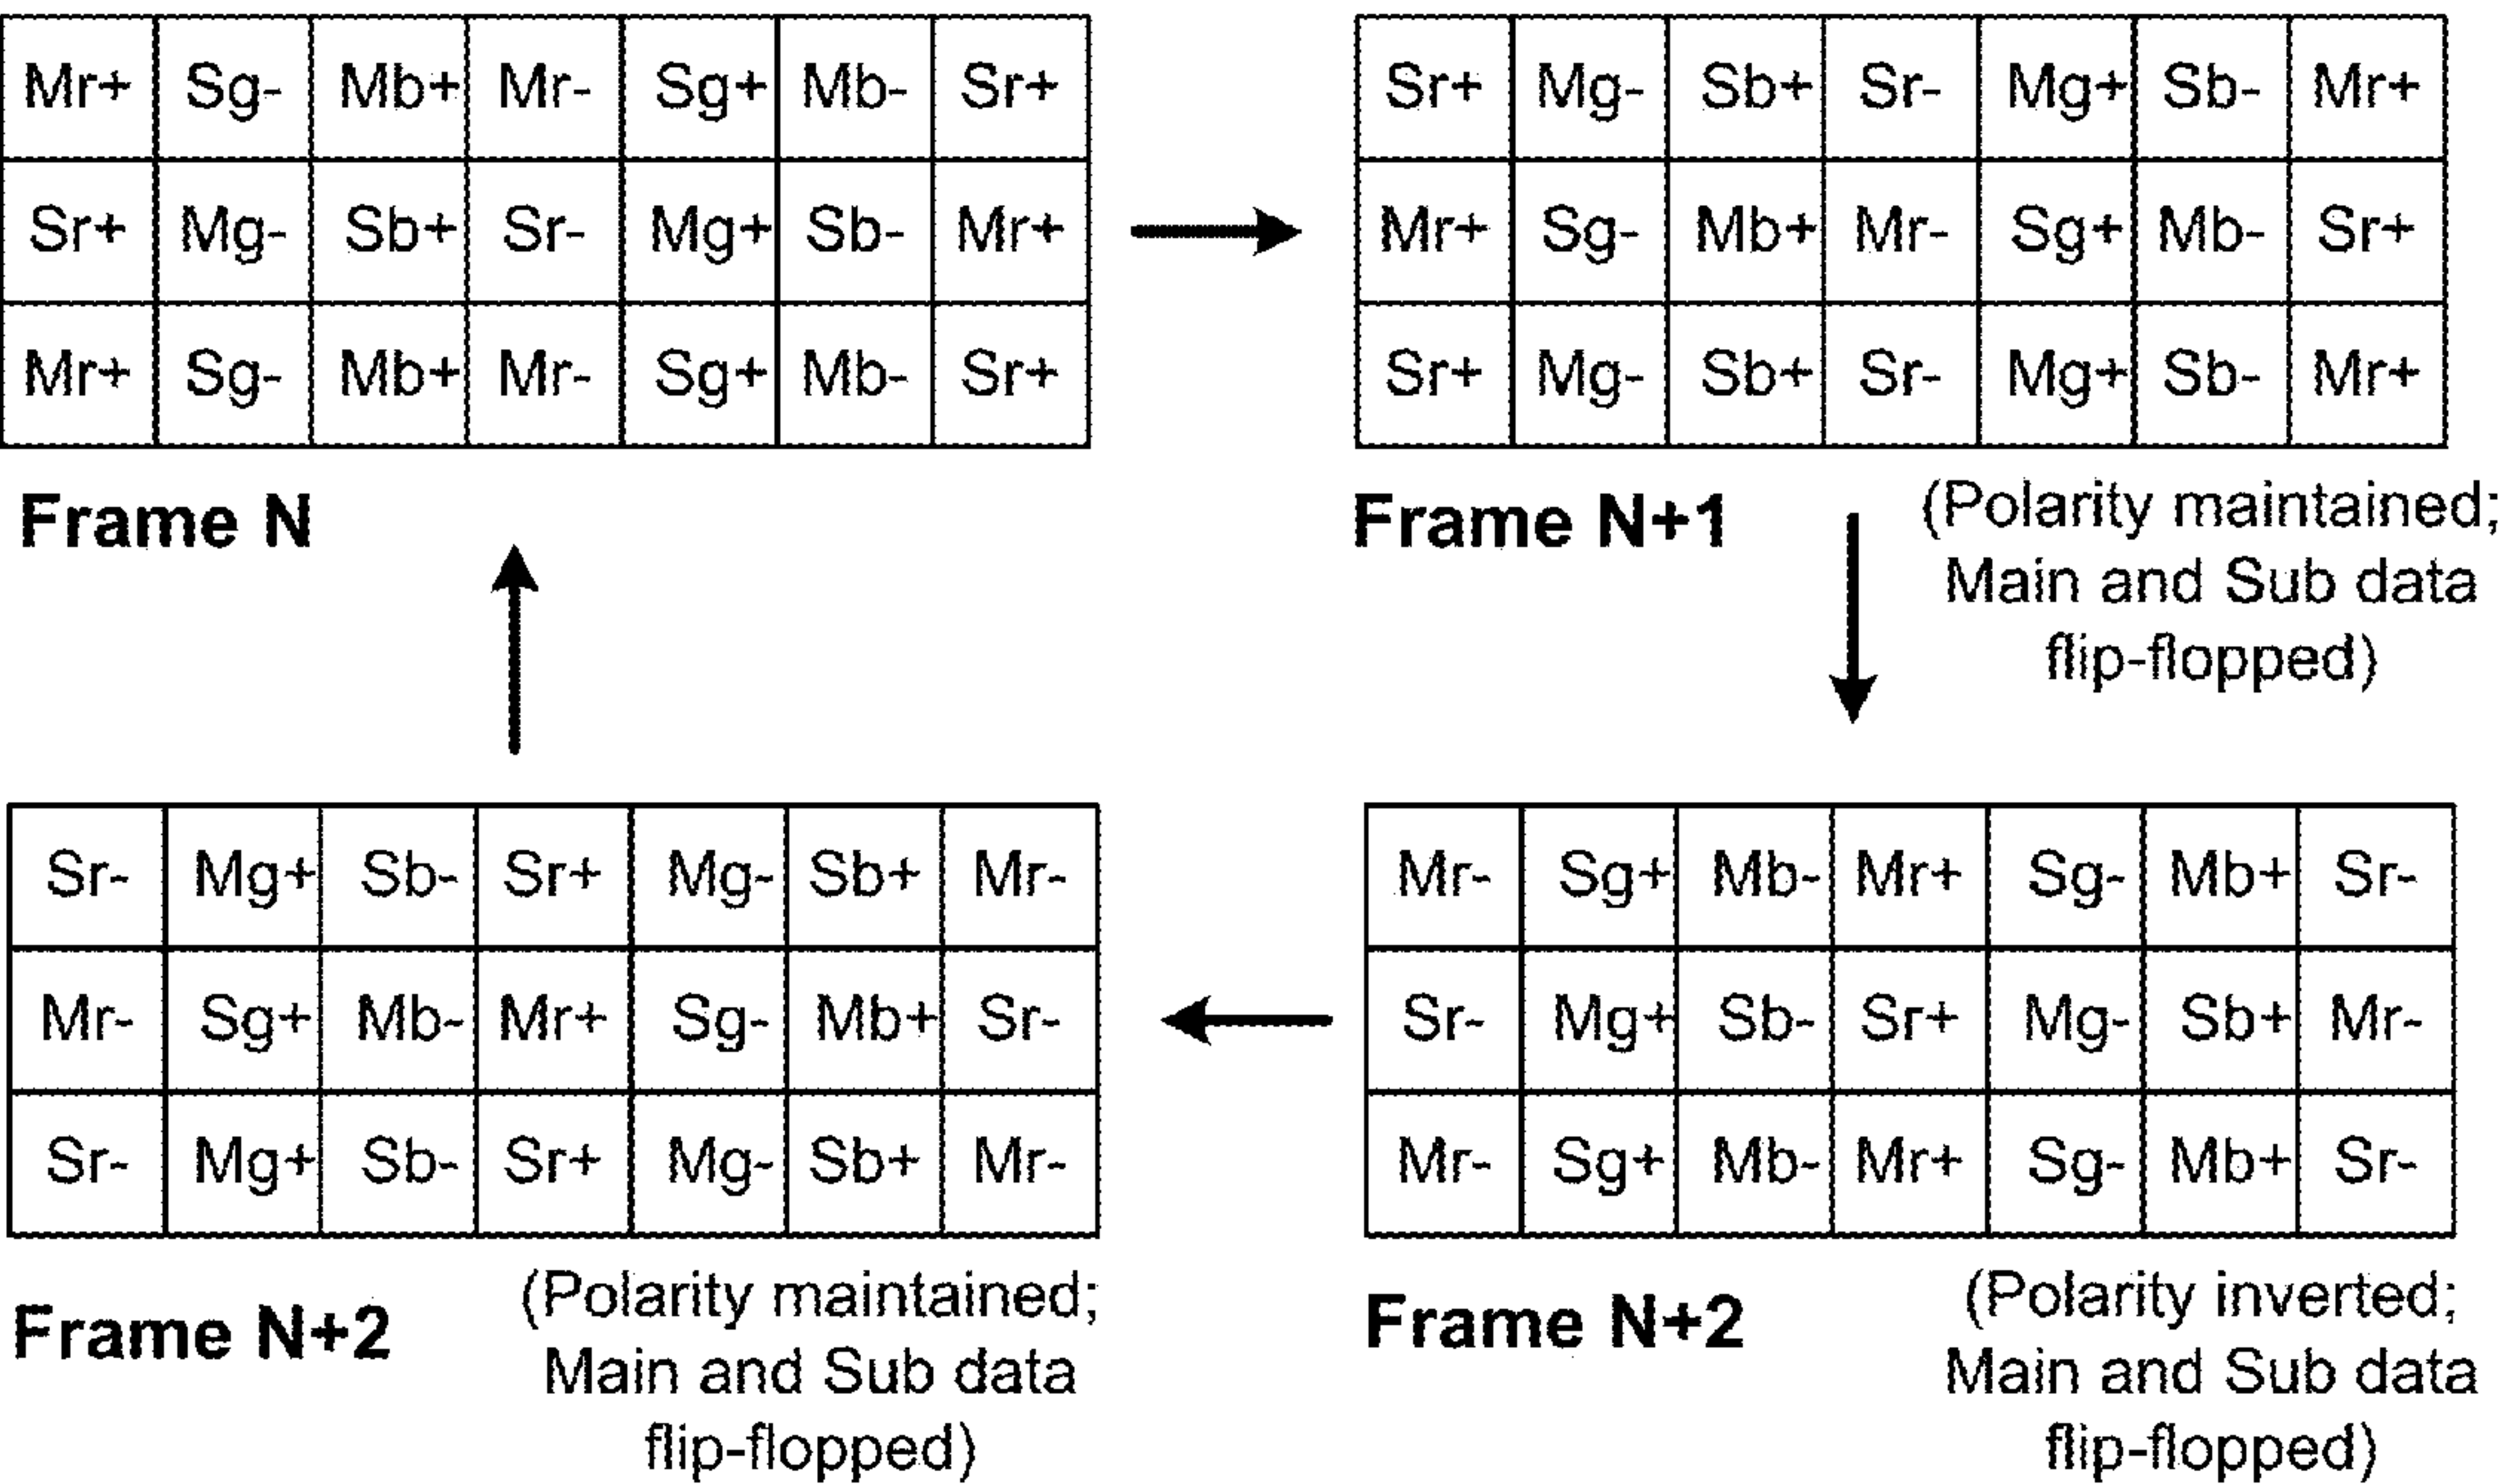 Mr+ Sg- Mb+ Mr- Sg+ Mb- Sr+
Sr+ Mg- Sb+ Sr- Mg+ Sb- Mr+
Mr+ Sg- Mb+ Mr- Sg+ Mb- Sr+
Frame N
Sr+ Mg- Sb+ Sr- Mg+ Sb- Mr+
Mr+ Sg- Mb+ Mr- Sg+ Mb- Sr+
Sr+ Mg- Sb+ Sr- Mg+ Sb- Mr+
Frame N+1
(Polarity maintained;
Main and Sub data
flip-flopped)
Mr- Sg+ Mb- Mr+ Sg- Mb+ Sr-
Sr- Mg+ Sb- Sr+ Mg- Sb+ Mr-
Mr- Sg+ Mb- Mr+ Sg- Mb+ Sr-
Frame N+2
(Polarity inverted;
Main and Sub data
flip-flopped)
Sr- Mg+ Sb- Sr+ Mg- Sb+ Mr-
Mr- Sg+ Mb- Mr+ Sg- Mb+ Sr-
Sr- Mg+ Sb- Sr+ Mg- Sb+ Mr-
Frame N+2
(Polarity maintained;
Main and Sub data
flip-flopped)